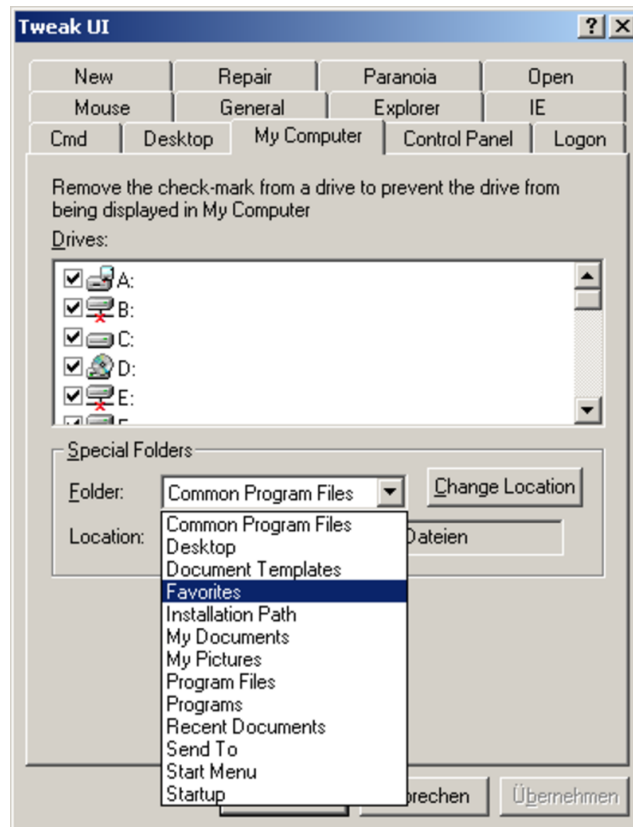 Tweak UI
New Repair Paranoia Open
Mouse General Explorer IE
Cmd Desktop My Computer Control Panel Logon
Remove the check-mark from a drive to prevent the drive from
being displayed in My Computer
Drives:
A:
B:
C:
D:
E:
Special Folders
Folder: Common Program Files Change Location
Location: Dateien
Common Program Files
Desktop
Document Templates
Favorites
Installation Path
My Documents
My Pictures
Program Files
Programs
Recent Documents
Send To
Start Menu
Startup
Übernehmen